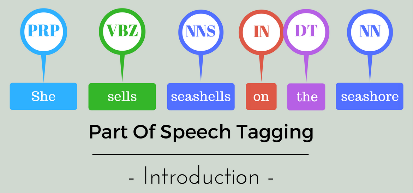 PRP VBZ NNS IN DT NN
She sells seashells on the seashore
Part Of Speech Tagging
- Introduction -